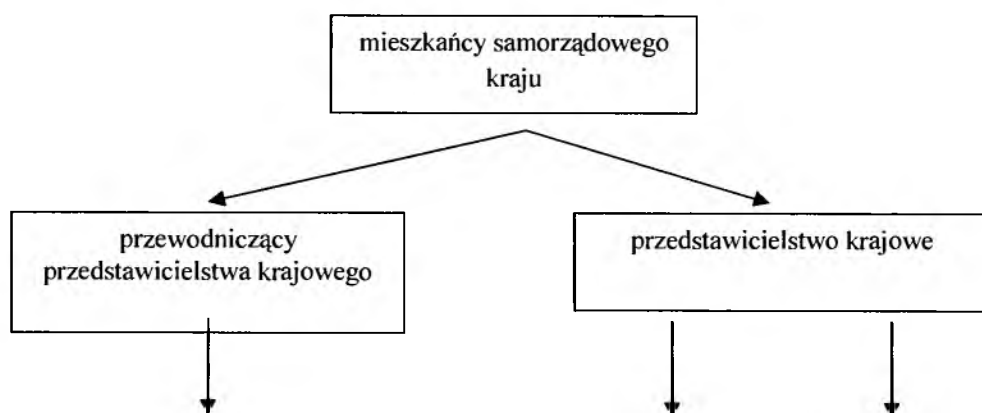 mieszkańcy samorządowego
kraju
przewodniczący
przedstawicielstwa krajowego
przedstawicielstwo krajowe